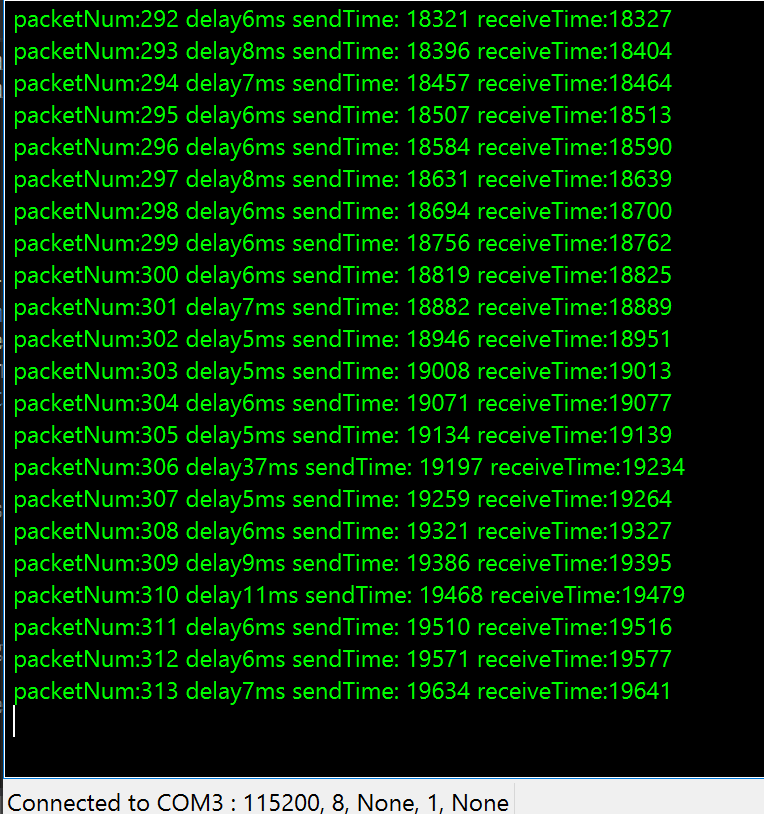 packetNum:292 delay6ms sendTime: 18321 receiveTime:18327
packetNum:293 delay8ms sendTime: 18396 receiveTime:18404
packetNum:294 delay7ms sendTime: 18457 receiveTime:18464
packetNum:295 delay6ms sendTime: 18507 receiveTime:18513
packetNum:296 delay6ms sendTime: 18584 receiveTime:18590
packetNum:297 delay8ms sendTime: 18631 receiveTime:18639
packetNum:298 delay6ms sendTime: 18694 receiveTime:18700
packetNum:299 delay6ms sendTime: 18756 receiveTime:18762
packetNum:300 delay6ms sendTime: 18819 receiveTime:18825
packetNum:301 delay7ms sendTime: 18882 receiveTime:18889
packetNum:302 delay5ms sendTime: 18946 receiveTime:18951
packetNum:303 delay5ms sendTime: 19008 receiveTime:19013
packetNum:304 delay6ms sendTime: 19071 receiveTime:19077
packetNum:305 delay5ms sendTime: 19134 receiveTime:19139
packetNum:306 delay37ms sendTime: 19197 receiveTime:19234
packetNum:307 delay5ms sendTime: 19259 receiveTime:19264
packetNum:308 delay6ms sendTime: 19321 receiveTime:19327
packetNum:309 delay9ms sendTime: 19386 receiveTime:19395
packetNum:310 delay11ms sendTime: 19468 receiveTime:19479
packetNum:311 delay6ms sendTime: 19510 receiveTime:19516
packetNum:312 delay6ms sendTime: 19571 receiveTime:19577
packetNum:313 delay7ms sendTime: 19634 receiveTime:19641
Connected to COM3 : 115200, 8, None, 1, None